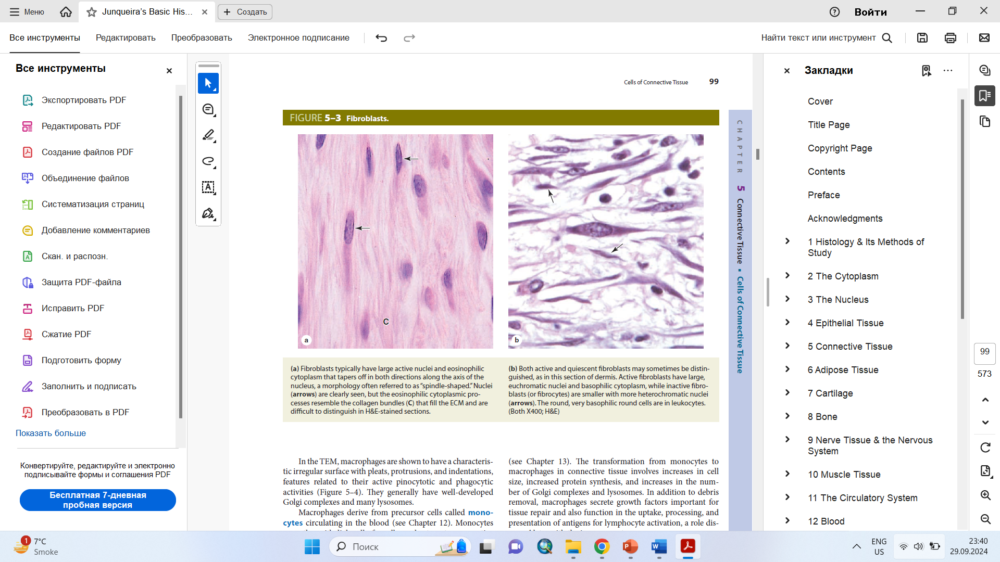 Меню
Junqueira's Basic His...
Создать
Войти
Все инструменты
Редактировать
Преобразовать
Электронное подписание
Найти текст или инструмент
Все инструменты
Экспортировать PDF
Редактировать PDF
Создание файлов PDF
Объединение файлов
Систематизация страниц
Добавление комментариев
Скан. и распозн.
Защита PDF-файла
Исправить PDF
Сжатие PDF
Подготовить форму
Заполнить и подписать
Преобразовать в PDF
Показать больше
Конвертируйте, редактируйте и электронно
подписывайте формы и соглашения PDF
Бесплатная 7-дневная
пробная версия
Cells of Connective Tissue 99
FIGURE 5–3 Fibroblasts.
C
a
b
(a) Fibroblasts typically have large active nuclei and eosinophilic
cytoplasm that tapers off in both directions along the axis of the
nucleus, a morphology often referred to as “spindle-shaped.” Nuclei
(arrows) are clearly seen, but the eosinophilic cytoplasmic pro-
cesses resemble the collagen bundles (C) that fill the ECM and are
difficult to distinguish in H&E-stained sections.
(b) Both active and quiescent fibroblasts may sometimes be distin-
guished, as in this section of dermis. Active fibroblasts have large,
euchromatic nuclei and basophilic cytoplasm, while inactive fibro-
blasts (or fibrocytes) are smaller with more heterochromatic nuclei
(arrows). The round, very basophilic round cells are in leukocytes.
(Both X400; H&E)
In the TEM, macrophages are shown to have a characteris-
tic irregular surface with pleats, protrusions, and indentations,
features related to their active pinocytotic and phagocytic
activities (Figure 5–4). They generally have well-developed
Golgi complexes and many lysosomes.
Macrophages derive from precursor cells called mono-
cytes circulating in the blood (see Chapter 12). Monocytes
(see Chapter 13). The transformation from monocytes to
macrophages in connective tissue involves increases in cell
size, increased protein synthesis, and increases in the num-
ber of Golgi complexes and lysosomes. In addition to debris
removal, macrophages secrete growth factors important for
tissue repair and also function in the uptake, processing, and
presentation of antigens for lymphocyte activation, a role dis-
CHAPTER 5 Connective Tissue ▪ Cells of Connective Tissue
Закладки
Cover
Title Page
Copyright Page
Contents
Preface
Acknowledgments
1 Histology & Its Methods of
Study
2 The Cytoplasm
3 The Nucleus
4 Epithelial Tissue
5 Connective Tissue
6 Adipose Tissue
7 Cartilage
8 Bone
9 Nerve Tissue & the Nervous
System
10 Muscle Tissue
11 The Circulatory System
12 Blood
99
573
1
7°C
Smoke
Поиск
ENG
US
23:40
29.09.2024